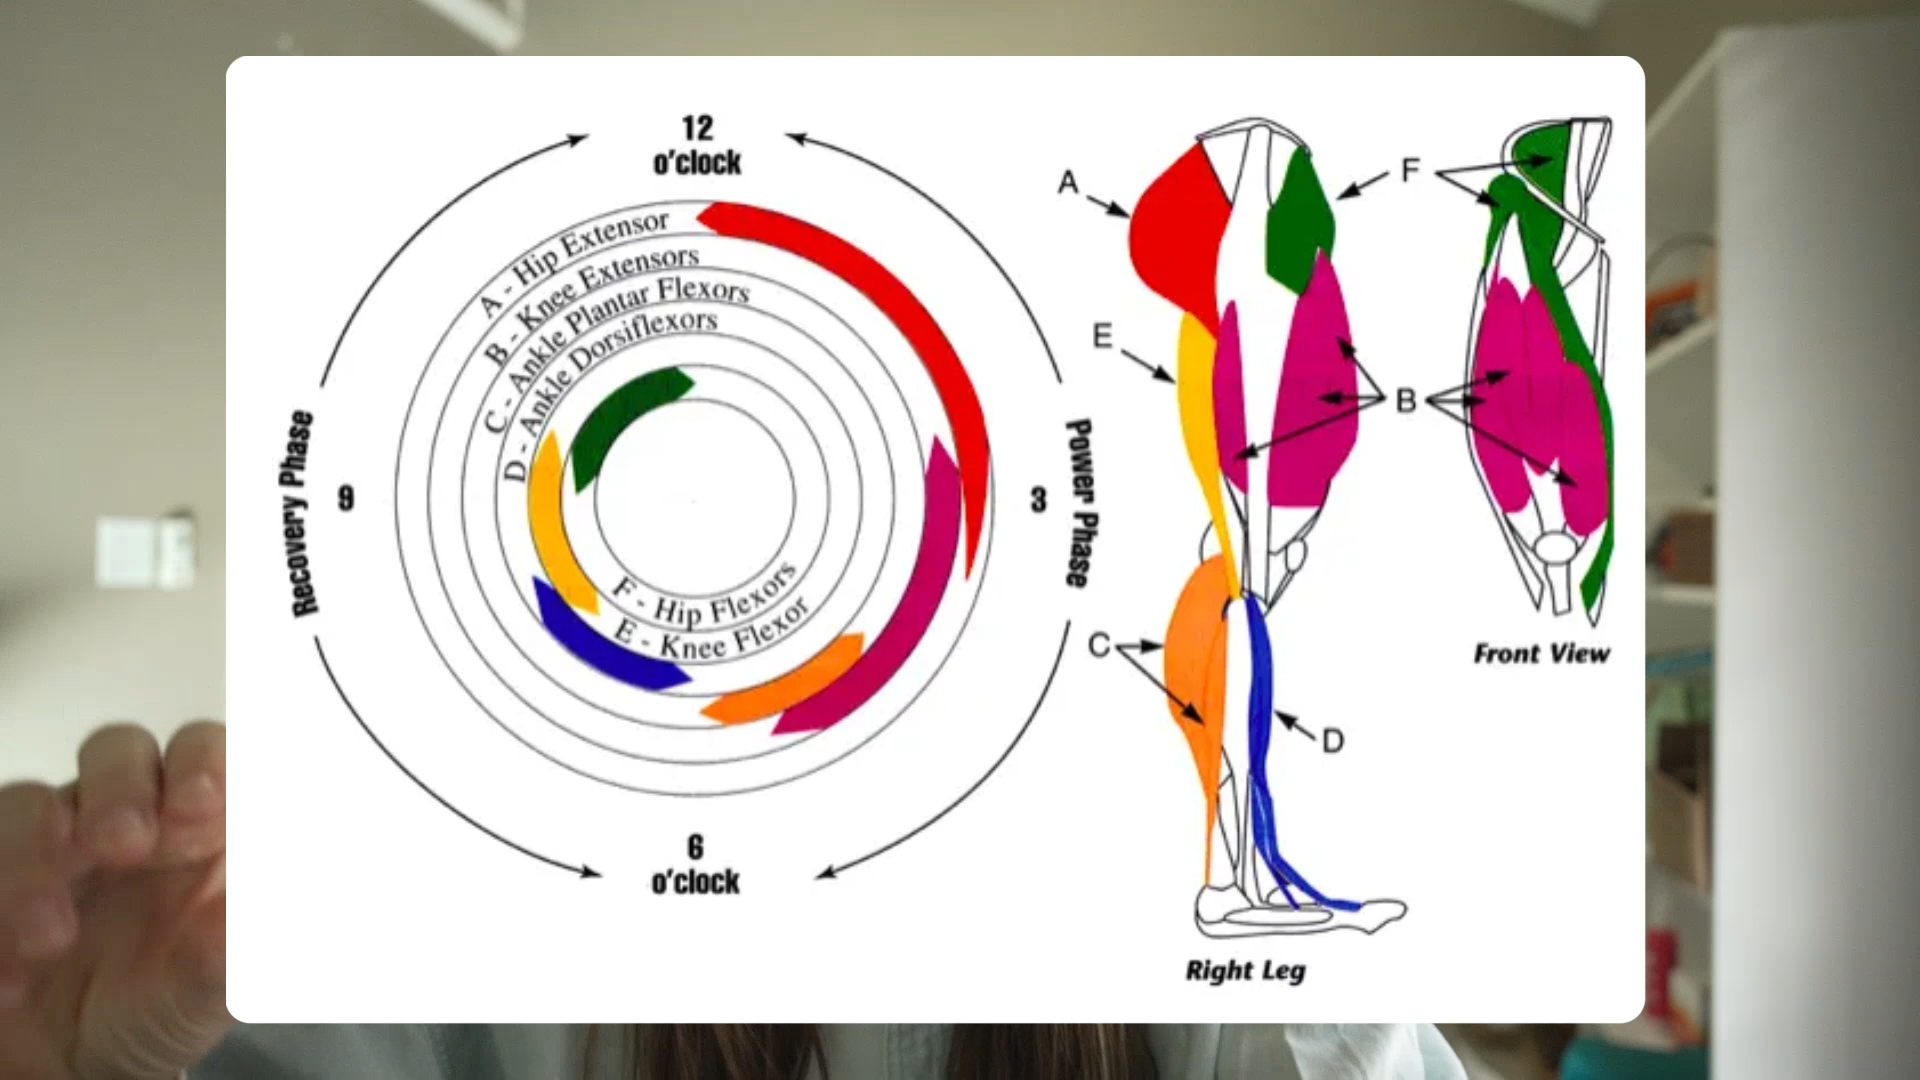 12
o'clock
A - Hip Extensor
B - Knee Extensors
C - Ankle Plantar Flexors
D - Ankle Dorsiflexors
F - Hip Flexors
E - Knee Flexor
Recovery Phase
9
3
Power Phase
6
o'clock
A
F
E
B
C
D
Front View
Right Leg